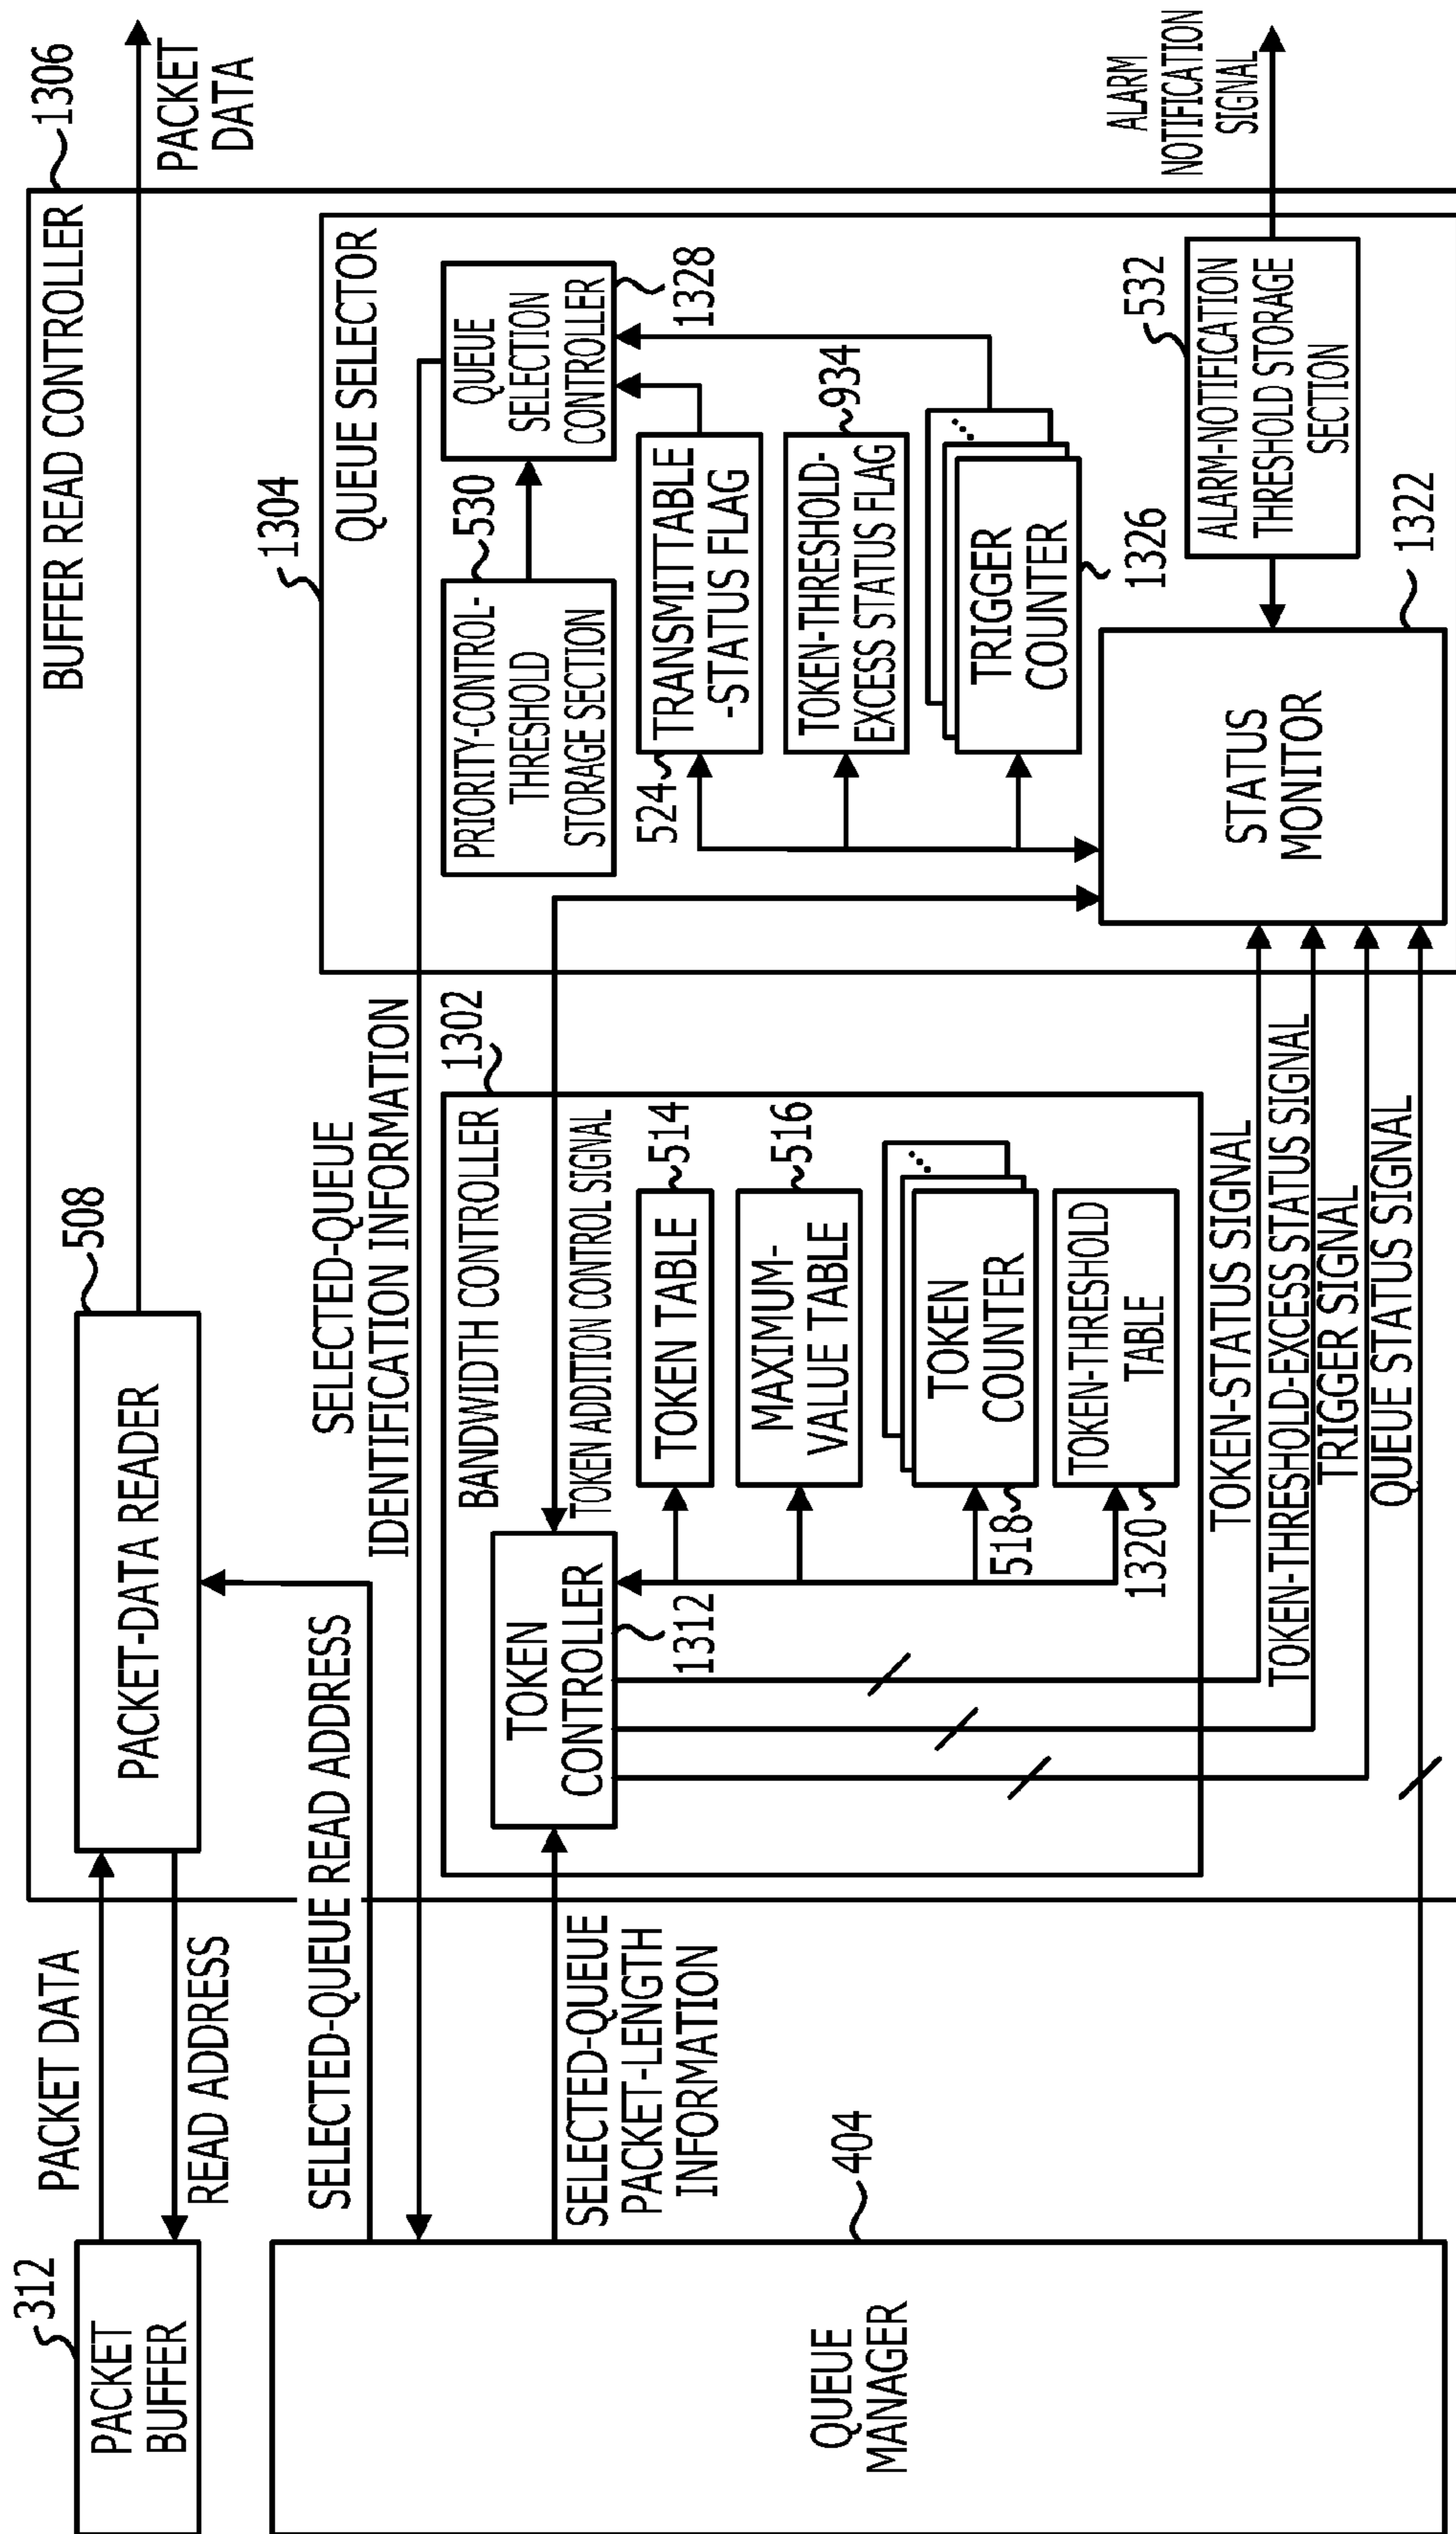 312
PACKET
BUFFER
PACKET DATA
READ ADDRESS
508
PACKET-DATA READER
BUFFER READ CONTROLLER
1306
PACKET
DATA
SELECTED-QUEUE READ ADDRESS
SELECTED-QUEUE
IDENTIFICATION INFORMATION
1304
QUEUE SELECTOR
QUEUE
MANAGER
404
SELECTED-QUEUE
PACKET-LENGTH
INFORMATION
1302
BANDWIDTH CONTROLLER
TOKEN
CONTROLLER
1312
TOKEN ADDITION CONTROL SIGNAL
TOKEN TABLE
514
MAXIMUM-
VALUE TABLE
516
TOKEN
COUNTER
518
TOKEN-THRESHOLD
TABLE
1320
TOKEN-STATUS SIGNAL
TOKEN-THRESHOLD-EXCESS STATUS SIGNAL
TRIGGER SIGNAL
QUEUE STATUS SIGNAL
PRIORITY-CONTROL-
THRESHOLD
STORAGE SECTION
530
QUEUE
SELECTION
CONTROLLER
1328
524
TRANSMITTABLE
-STATUS FLAG
TOKEN-THRESHOLD-
EXCESS STATUS FLAG
934
TRIGGER
COUNTER
1326
STATUS
MONITOR
1322
532
ALARM-NOTIFICATION
THRESHOLD STORAGE
SECTION
ALARM
NOTIFICATION
SIGNAL